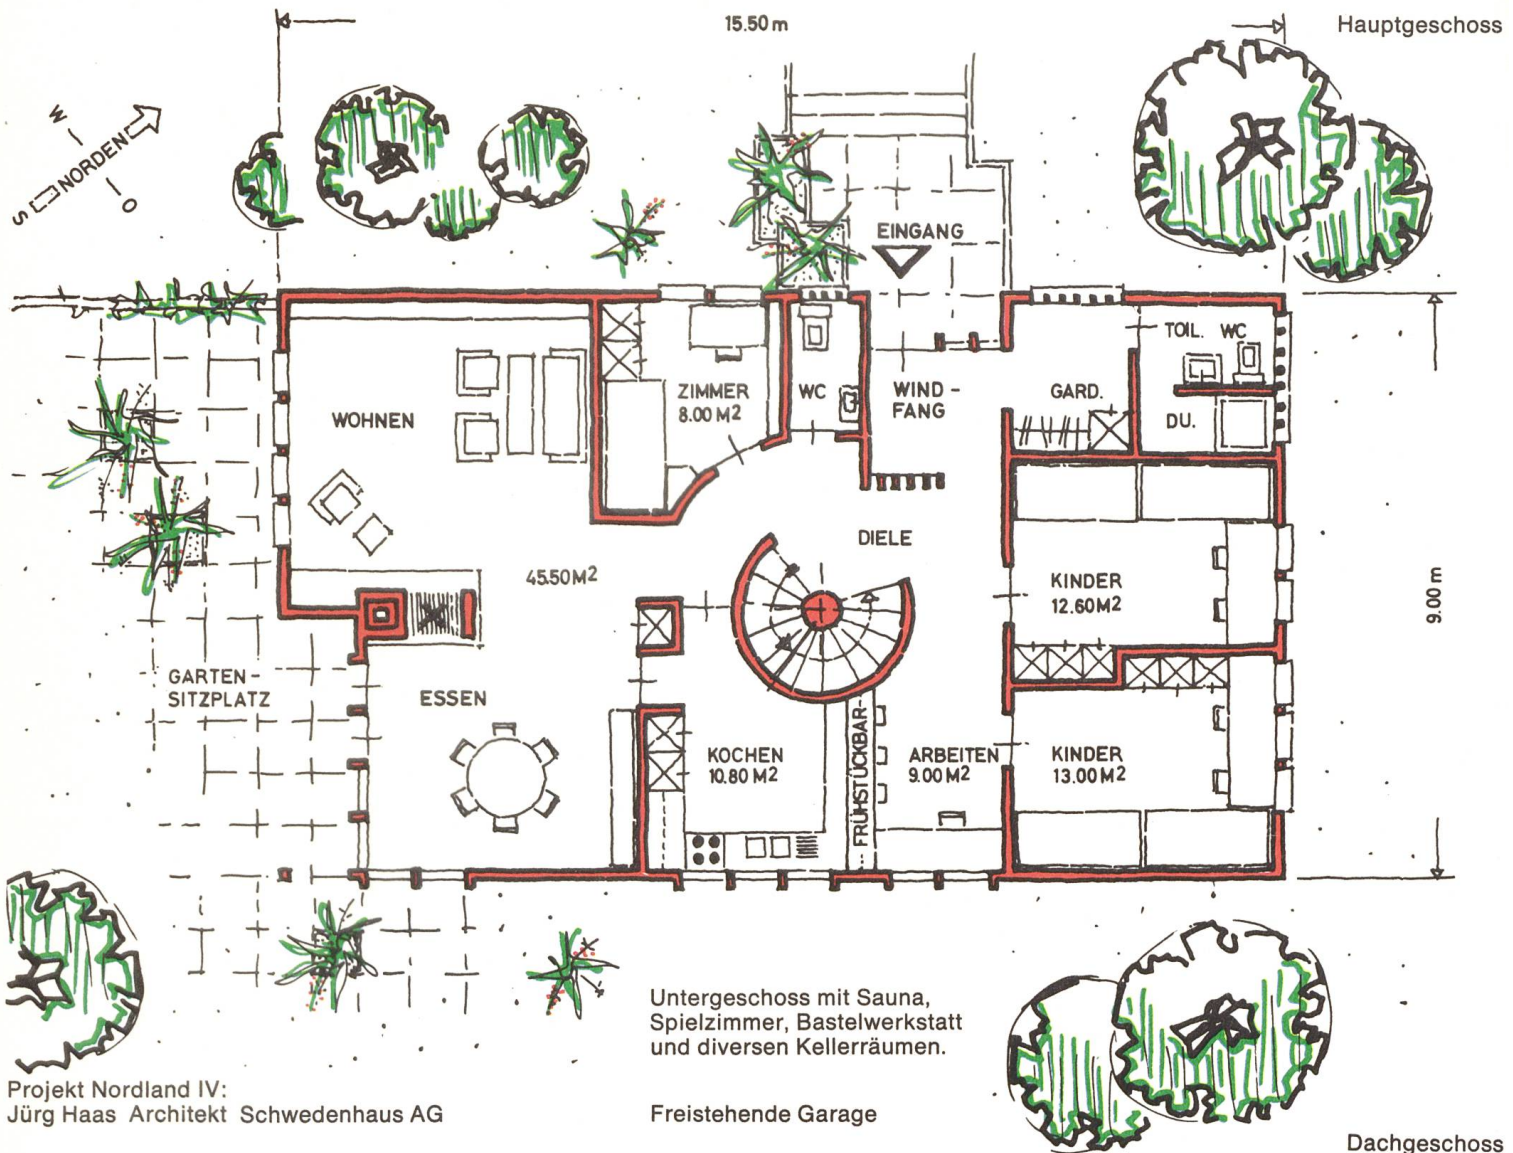 15.50 m
Hauptgeschoss
W
S NORDEN
O
EINGANG
TOIL. WC
WOHNEN
ZIMMER
8.00 M2
WC
WIND-
FANG
GARD.
DU.
DIELE
45.50 M2
KINDER
12.60 M2
9.00 m
GARTEN-
SITZPLATZ
ESSEN
KOCHEN
10.80 M2
FRÜHSTÜCKBAR
ARBEITEN
9.00 M2
KINDER
13.00 M2
Untergeschoss mit Sauna,
Spielzimmer, Bastelwerkstatt
und diversen Kellerräumen.
Projekt Nordland IV:
Jürg Haas Architekt Schwedenhaus AG
Freistehende Garage
Dachgeschoss